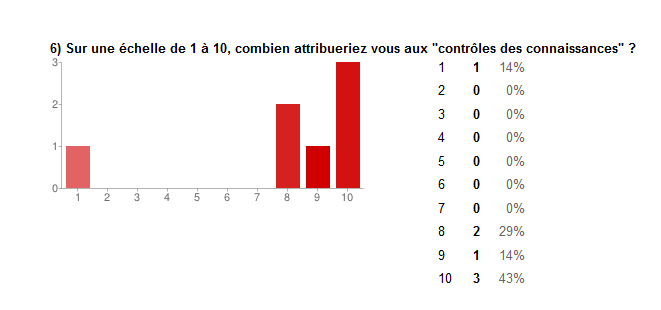 6) Sur une échelle de 1 à 10, combien attribueriez vous aux "contrôles des connaissances" ?
3
2
1
0
1 2 3 4 5 6 7 8 9 10
1 1 14%
2 0 0%
3 0 0%
4 0 0%
5 0 0%
6 0 0%
7 0 0%
8 2 29%
9 1 14%
10 3 43%